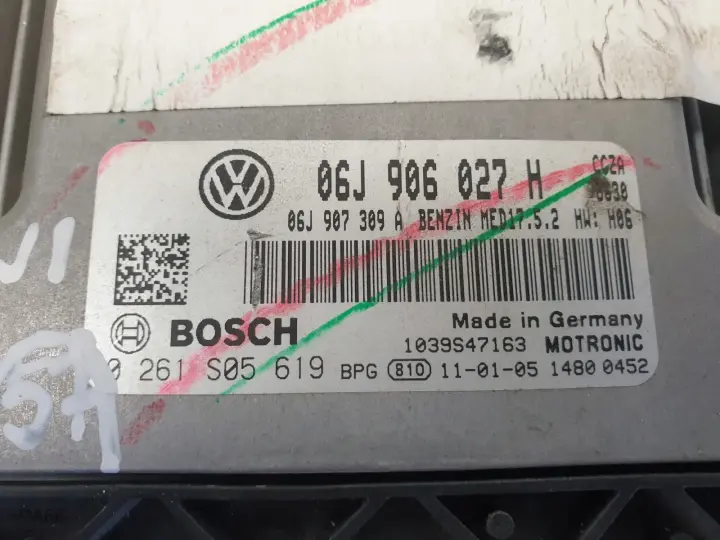 06J 906 027 H CCZA
06J 907 309 A BENZIN MED17.5.2 HW: H06
BOSCH
Made in Germany
1039S47163 MOTRONIC
0 261 S05 619 BPG 810 11-01-05 1480 0452
5A